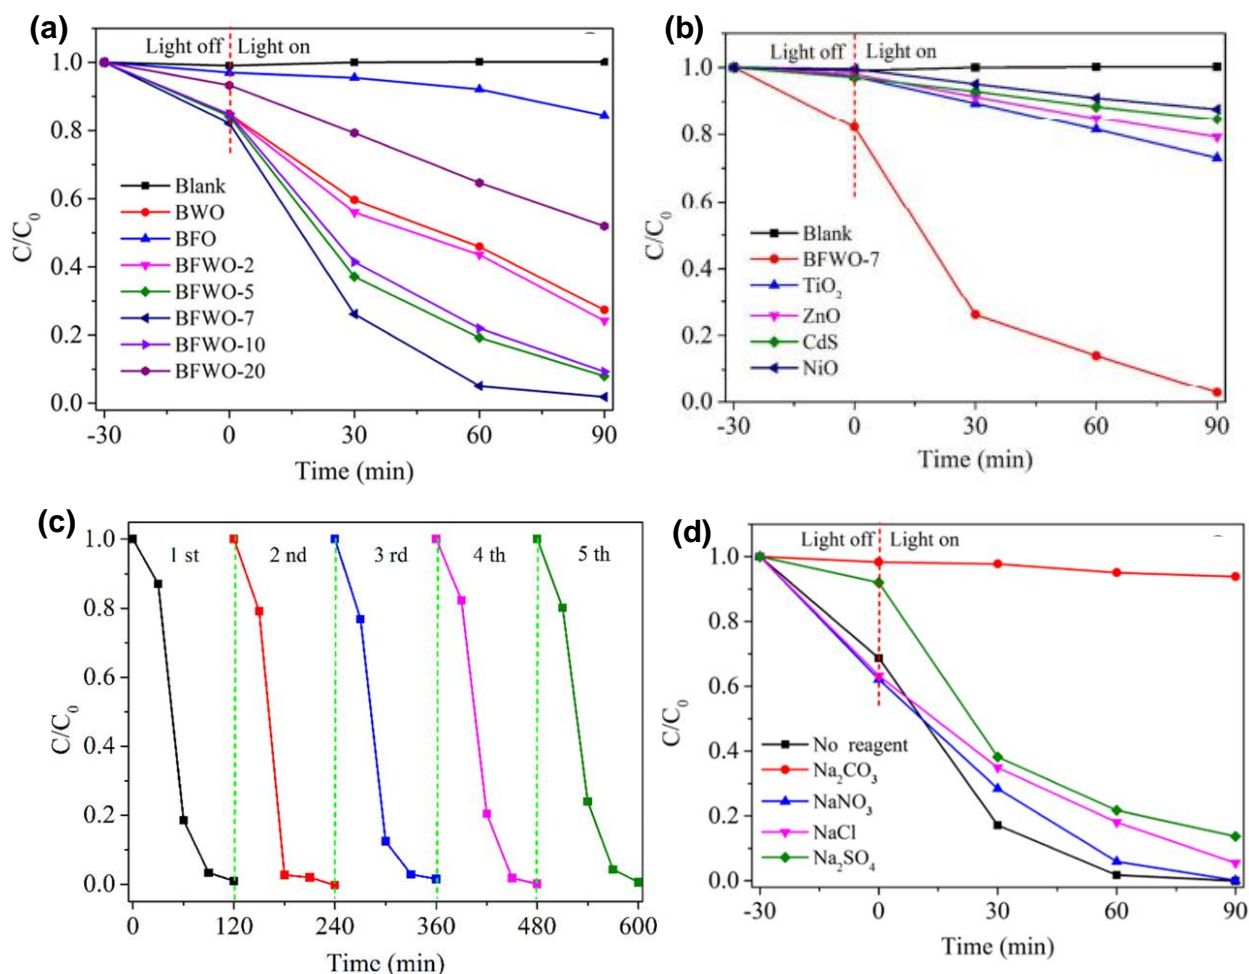 (a)
Light off Light on
1.0
0.8
0.6
0.4
0.2
0.0
C/C0
Blank
BWO
BFO
BFWO-2
BFWO-5
BFWO-7
BFWO-10
BFWO-20
-30 0 30 60 90
Time (min)
(b)
Light off Light on
1.0
0.8
0.6
0.4
0.2
0.0
C/C0
Blank
BFWO-7
TiO2
ZnO
CdS
NiO
-30 0 30 60 90
Time (min)
(c)
1 st 2 nd 3 rd 4 th 5 th
1.0
0.8
0.6
0.4
0.2
0.0
C/C0
0 120 240 360 480 600
Time (min)
(d)
Light off Light on
1.0
0.8
0.6
0.4
0.2
0.0
C/C0
No reagent
Na2CO3
NaNO3
NaCl
Na2SO4
-30 0 30 60 90
Time (min)